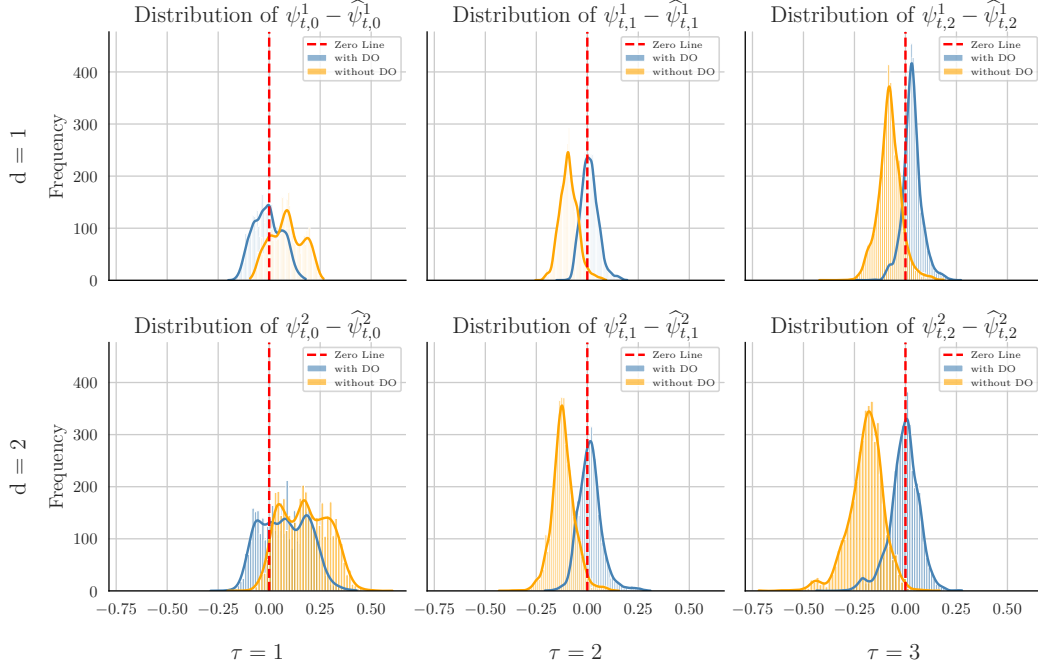 Distribution of ψ¹ₜ,₀ − ψ̂¹ₜ,₀
Distribution of ψ¹ₜ,₁ − ψ̂¹ₜ,₁
Distribution of ψ¹ₜ,₂ − ψ̂¹ₜ,₂
Zero Line
with DO
without DO
Zero Line
with DO
without DO
Zero Line
with DO
without DO
400
300
200
100
0
Frequency
d = 1
Distribution of ψ²ₜ,₀ − ψ̂²ₜ,₀
Distribution of ψ²ₜ,₁ − ψ̂²ₜ,₁
Distribution of ψ²ₜ,₂ − ψ̂²ₜ,₂
Zero Line
with DO
without DO
Zero Line
with DO
without DO
Zero Line
with DO
without DO
400
300
200
100
0
Frequency
d = 2
−0.75 −0.25 0.00 0.25 0.50
−0.75 −0.25 0.00 0.25 0.50
−0.75 −0.25 0.00 0.25 0.50
τ = 1
τ = 2
τ = 3